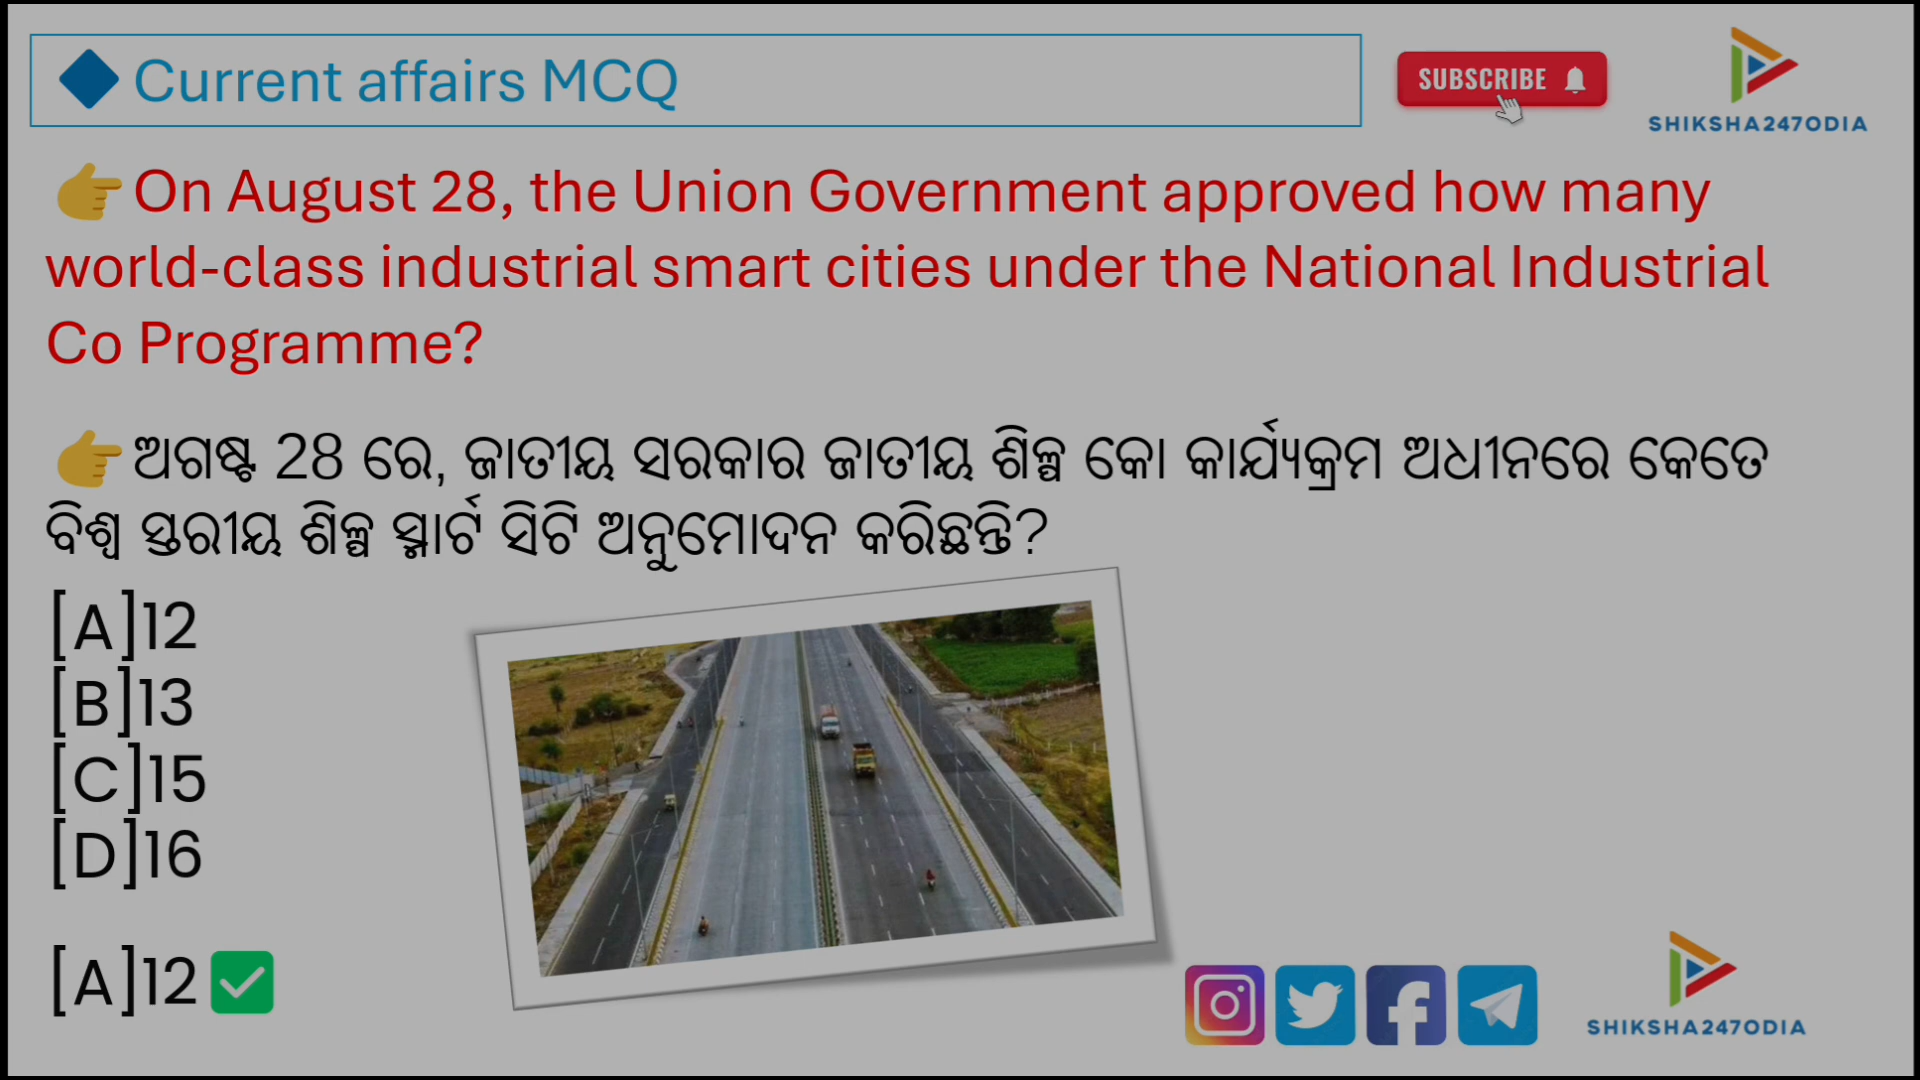 Current affairs MCQ
SUBSCRIBE
SHIKSHA247ODIA
👉On August 28, the Union Government approved how many
world-class industrial smart cities under the National Industrial
Co Programme?
👉ଅଗଷ୍ଟ 28 ରେ, ଜାତୀୟ ସରକାର ଜାତୀୟ ଶିଳ୍ପ କୋ କାର୍ଯ୍ୟକ୍ରମ ଅଧୀନରେ କେତେ
ବିଶ୍ୱ ସ୍ତରୀୟ ଶିଳ୍ପ ସ୍ମାର୍ଟ ସିଟି ଅନୁମୋଦନ କରିଛନ୍ତି?
[A]12
[B]13
[C]15
[D]16
[A]12 ✅
SHIKSHA247ODIA